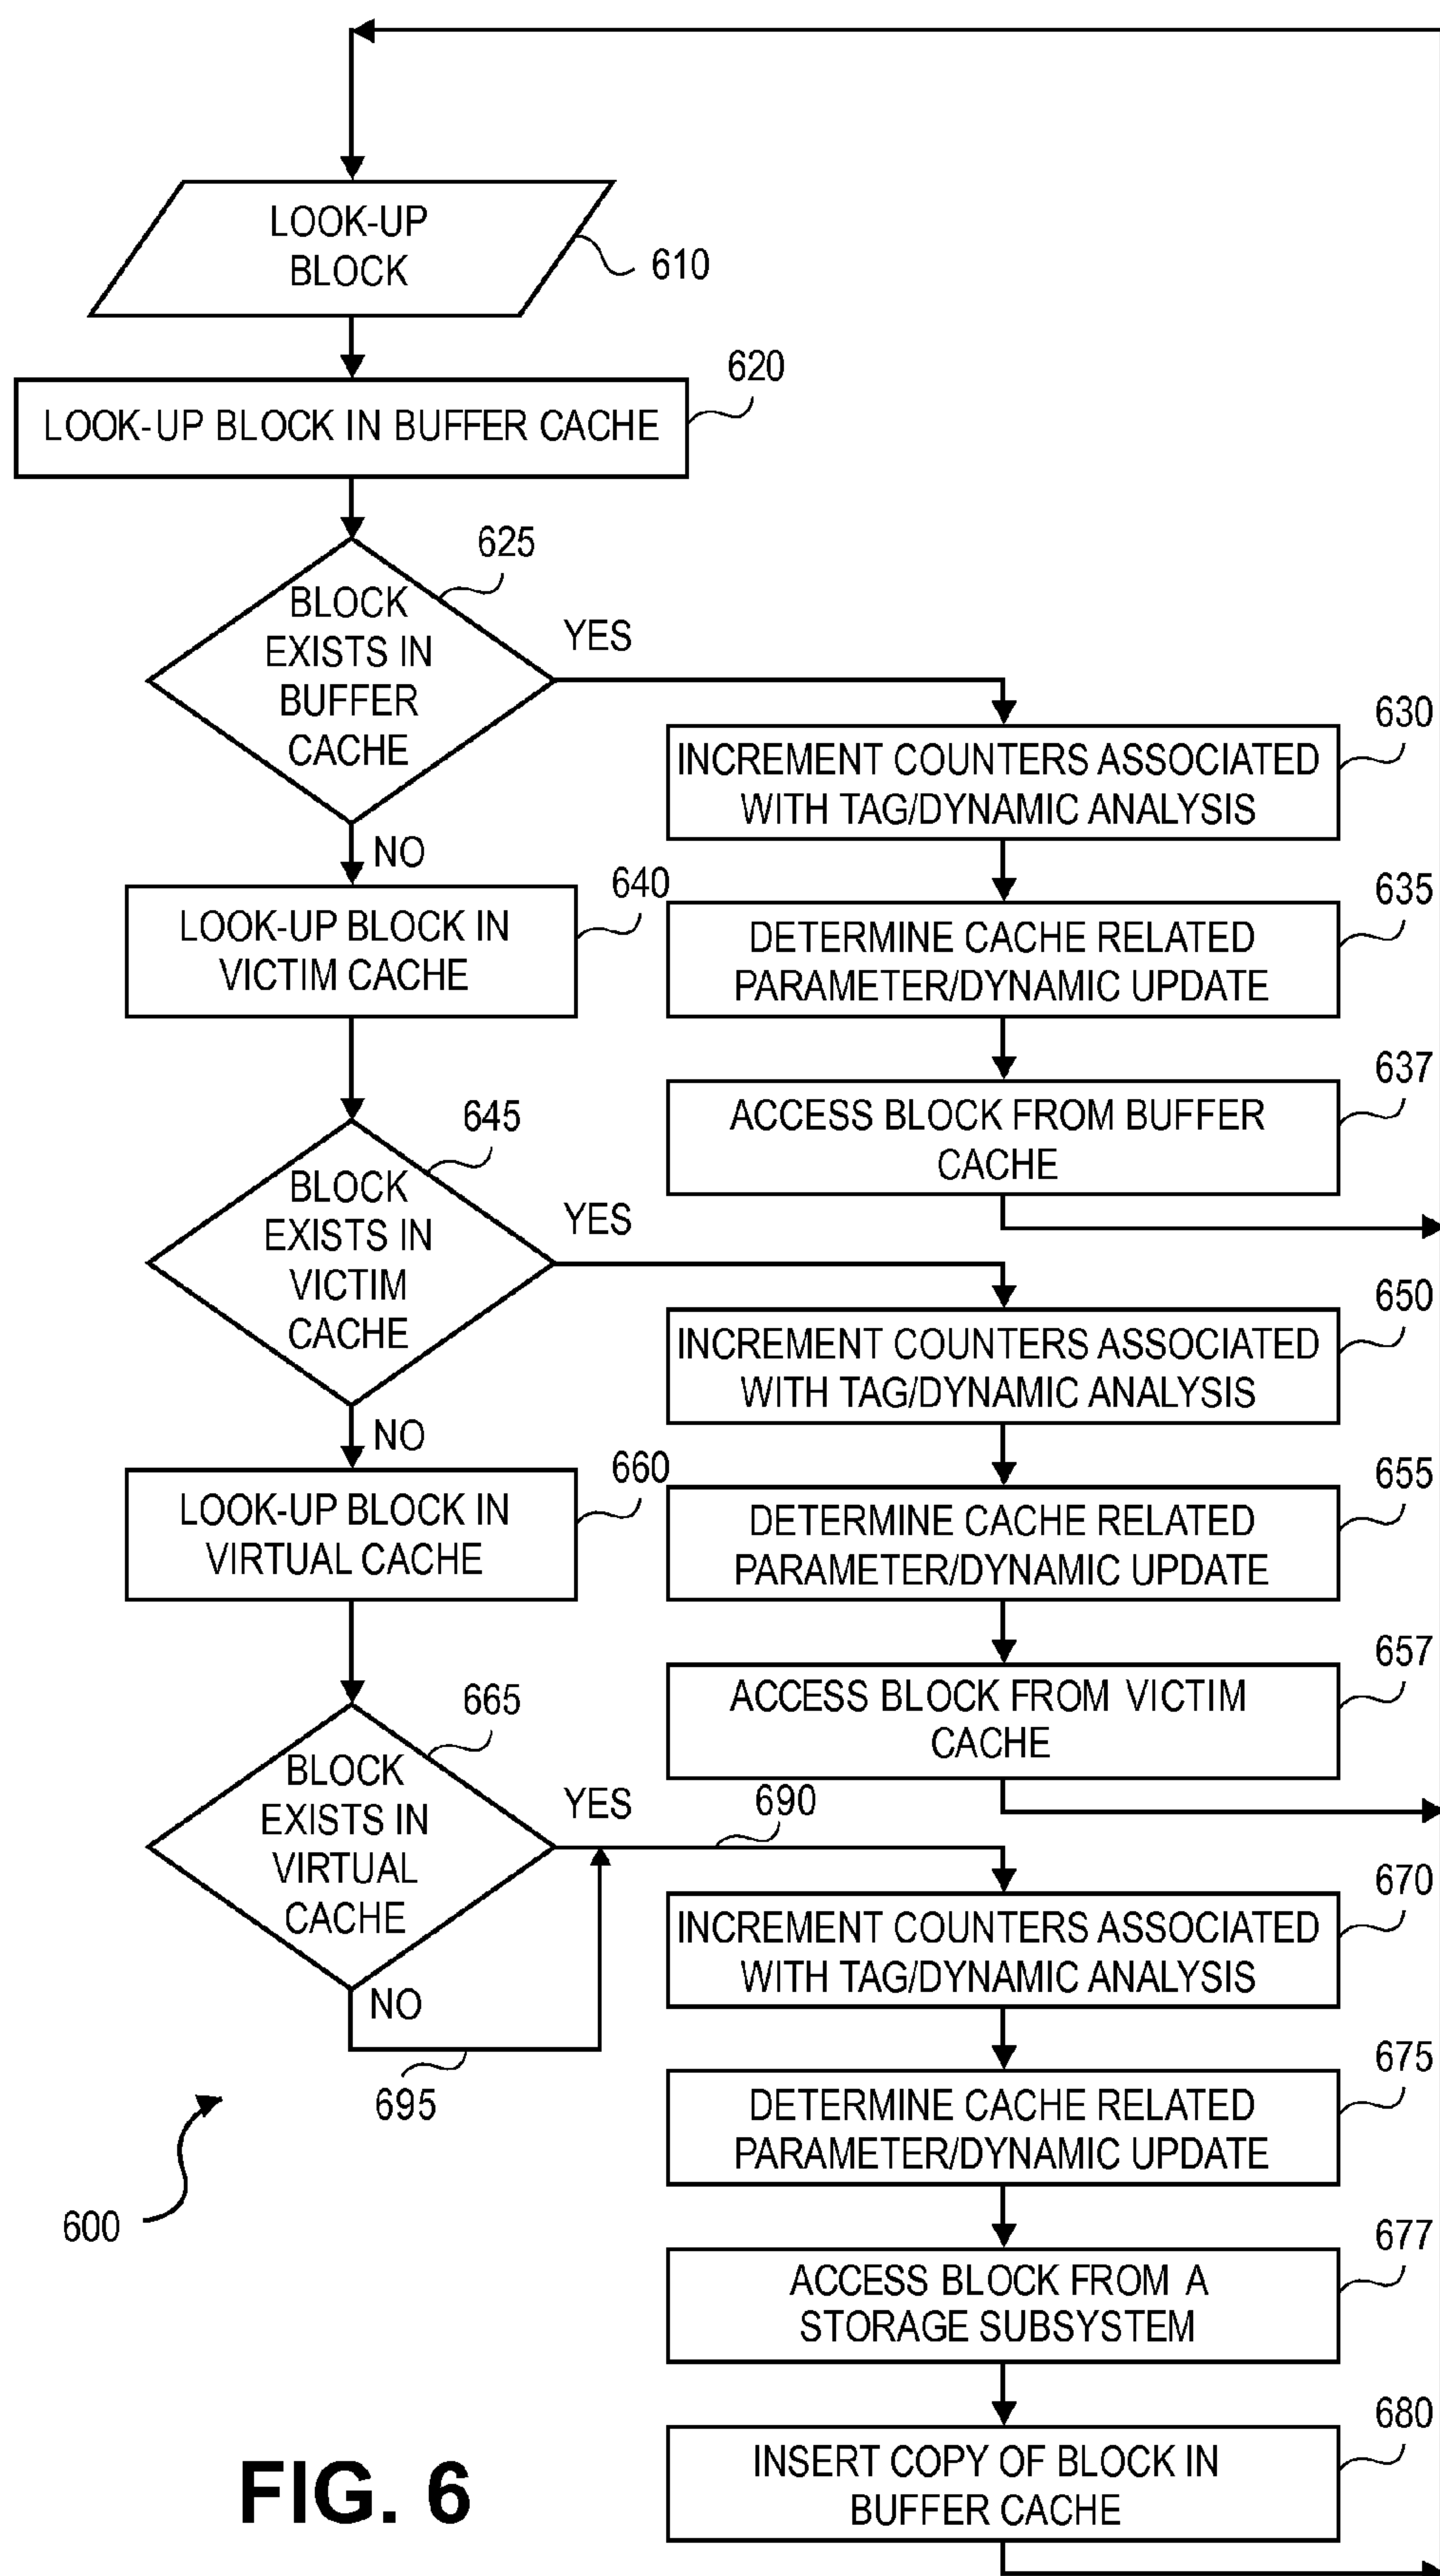 LOOK-UP
BLOCK
610
620
LOOK-UP BLOCK IN BUFFER CACHE
625
BLOCK
EXISTS IN
BUFFER
CACHE
YES
NO
630
INCREMENT COUNTERS ASSOCIATED
WITH TAG/DYNAMIC ANALYSIS
635
DETERMINE CACHE RELATED
PARAMETER/DYNAMIC UPDATE
637
ACCESS BLOCK FROM BUFFER
CACHE
640
LOOK-UP BLOCK IN
VICTIM CACHE
645
BLOCK
EXISTS IN
VICTIM
CACHE
YES
NO
650
INCREMENT COUNTERS ASSOCIATED
WITH TAG/DYNAMIC ANALYSIS
655
DETERMINE CACHE RELATED
PARAMETER/DYNAMIC UPDATE
657
ACCESS BLOCK FROM VICTIM
CACHE
660
LOOK-UP BLOCK IN
VIRTUAL CACHE
665
BLOCK
EXISTS IN
VIRTUAL
CACHE
YES
690
NO
695
670
INCREMENT COUNTERS ASSOCIATED
WITH TAG/DYNAMIC ANALYSIS
675
DETERMINE CACHE RELATED
PARAMETER/DYNAMIC UPDATE
677
ACCESS BLOCK FROM A
STORAGE SUBSYSTEM
680
INSERT COPY OF BLOCK IN
BUFFER CACHE
600
FIG. 6